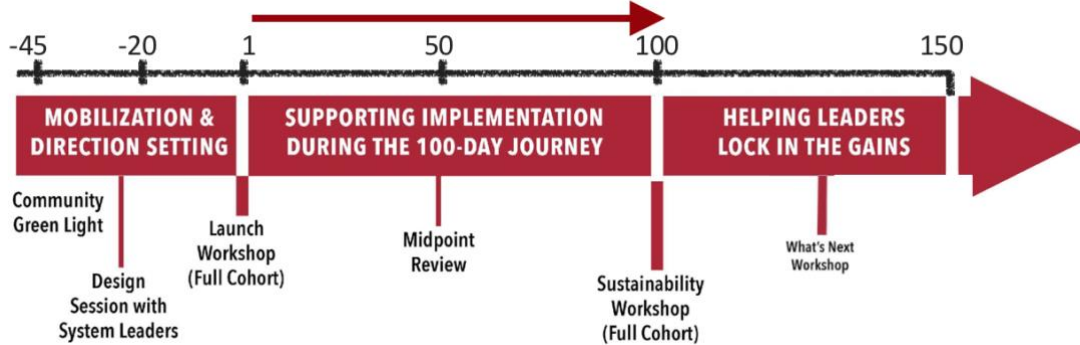 -45 -20 1 50 100 150
MOBILIZATION &
DIRECTION SETTING
SUPPORTING IMPLEMENTATION
DURING THE 100-DAY JOURNEY
HELPING LEADERS
LOCK IN THE GAINS
Community
Green Light
Design
Session with
System Leaders
Launch
Workshop
(Full Cohort)
Midpoint
Review
Sustainability
Workshop
(Full Cohort)
What's Next
Workshop